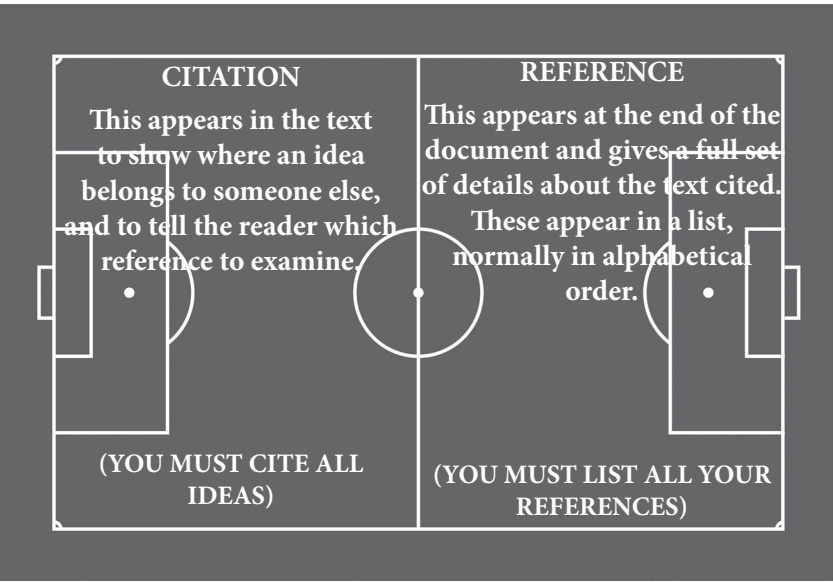 CITATION
This appears in the text
to show where an idea
belongs to someone else,
and to tell the reader which
reference to examine.
(YOU MUST CITE ALL
IDEAS)
REFERENCE
This appears at the end of the
document and gives a full set
of details about the text cited.
These appear in a list,
normally in alphabetical
order.
(YOU MUST LIST ALL YOUR
REFERENCES)